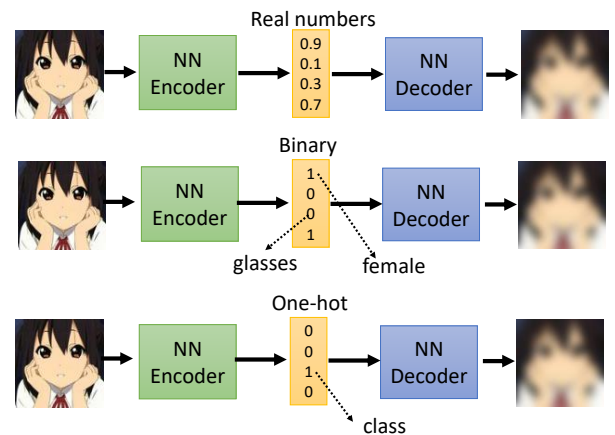 Real numbers
NN
Encoder
0.9
0.1
0.3
0.7
NN
Decoder
Binary
NN
Encoder
1
0
0
1
NN
Decoder
glasses
female
One-hot
NN
Encoder
0
0
1
0
NN
Decoder
class